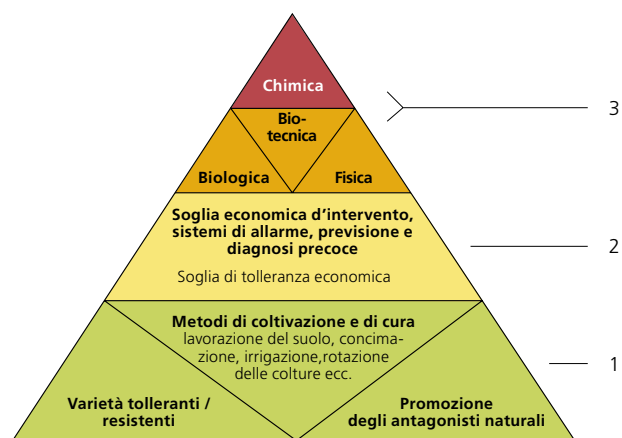 Chimica
3
Bio-
tecnica
Biologica
Fisica
Soglia economica d’intervento,
sistemi di allarme, previsione e
diagnosi precoce
2
Soglia di tolleranza economica
Metodi di coltivazione e di cura
lavorazione del suolo, concima-
zione, irrigazione,rotazione
delle colture ecc.
1
Varietà tolleranti /
resistenti
Promozione
degli antagonisti naturali